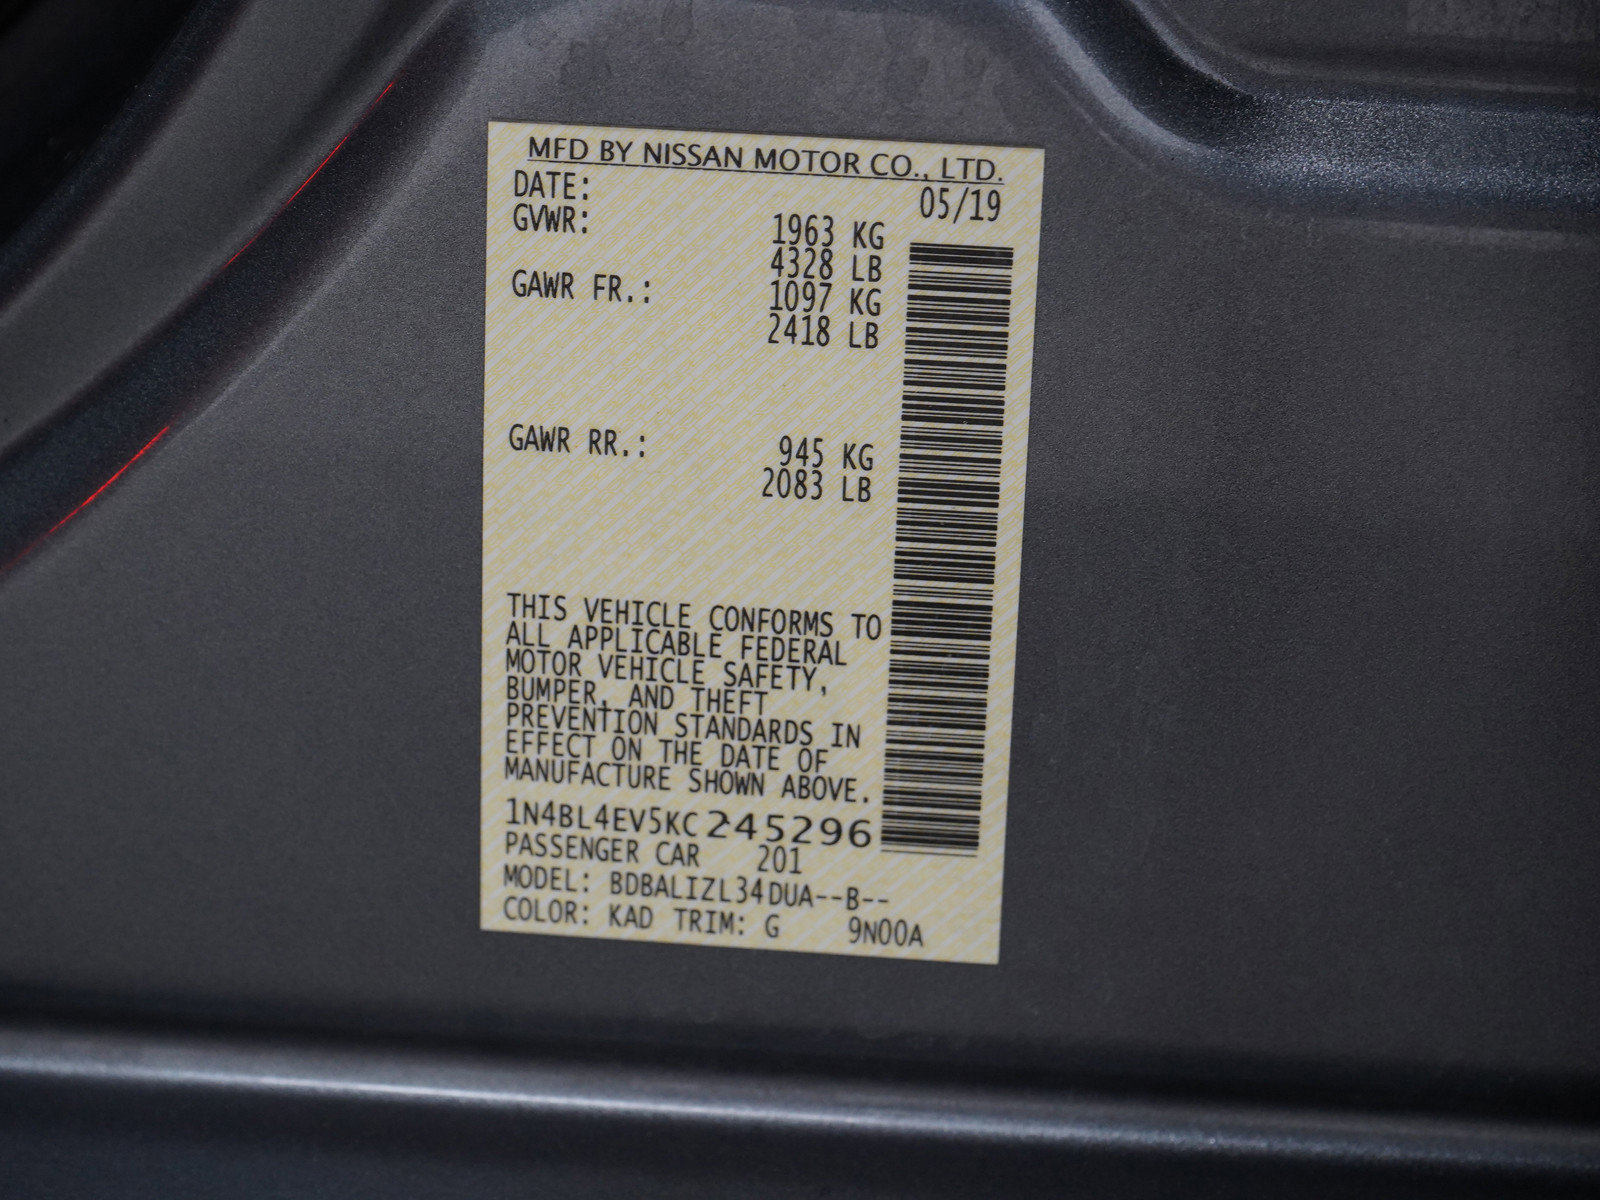 MFD BY NISSAN MOTOR CO., LTD.
DATE: 05/19
GVWR: 1963 KG
4328 LB
GAWR FR.: 1097 KG
2418 LB
GAWR RR.: 945 KG
2083 LB
THIS VEHICLE CONFORMS TO
ALL APPLICABLE FEDERAL
MOTOR VEHICLE SAFETY,
BUMPER, AND THEFT
PREVENTION STANDARDS IN
EFFECT ON THE DATE OF
MANUFACTURE SHOWN ABOVE.
1N4BL4EV5KC245296
PASSENGER CAR 201
MODEL: BDBALIZL34DUA--B--
COLOR: KAD TRIM: G 9N00A